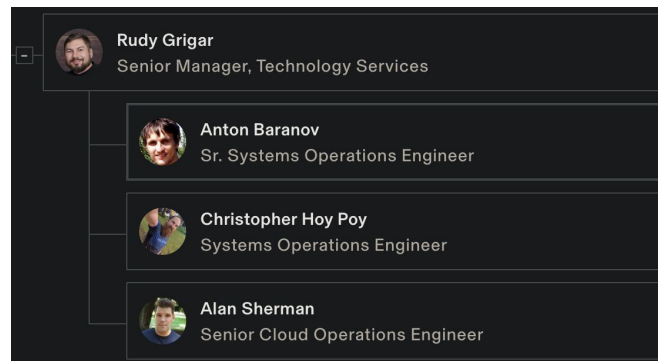 Rudy Grigar
Senior Manager, Technology Services
Anton Baranov
Sr. Systems Operations Engineer
Christopher Hoy Poy
Systems Operations Engineer
Alan Sherman
Senior Cloud Operations Engineer